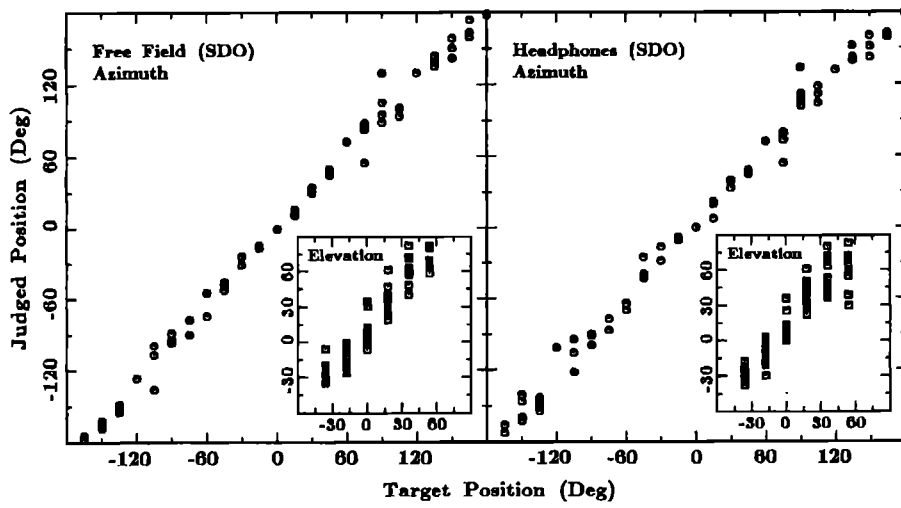 Free Field (SDO)
Azimuth
Headphones (SDO)
Azimuth
Judged Position (Deg)
120
60
0
-60
-120
Elevation
60
30
0
-30
-30 0 30 60
Elevation
60
30
0
-30
-30 0 30 60
-120 -60 0 60 120 -120 -60 0 60 120
Target Position (Deg)